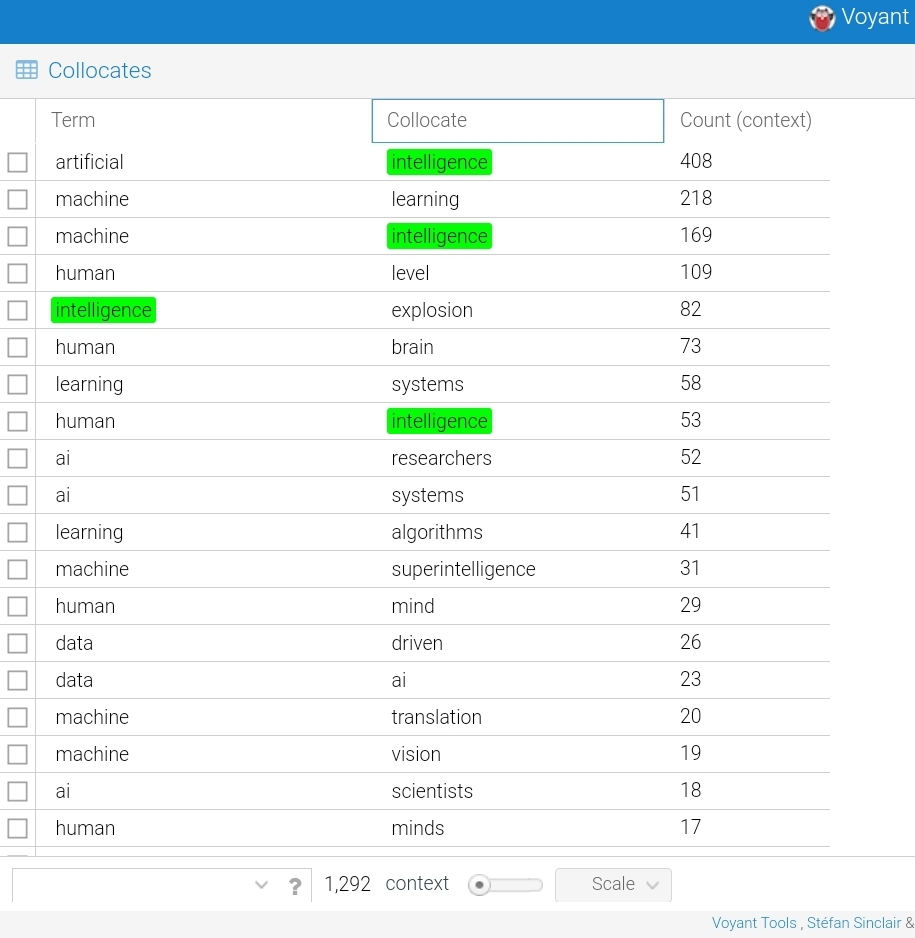 Voyant
Collocates
Term Collocate Count (context)
artificial intelligence 408
machine learning 218
machine intelligence 169
human level 109
intelligence explosion 82
human brain 73
learning systems 58
human intelligence 53
ai researchers 52
ai systems 51
learning algorithms 41
machine superintelligence 31
human mind 29
data driven 26
data ai 23
machine translation 20
machine vision 19
ai scientists 18
human minds 17
? 1,292 context Scale
Voyant Tools , Stéfan Sinclair &